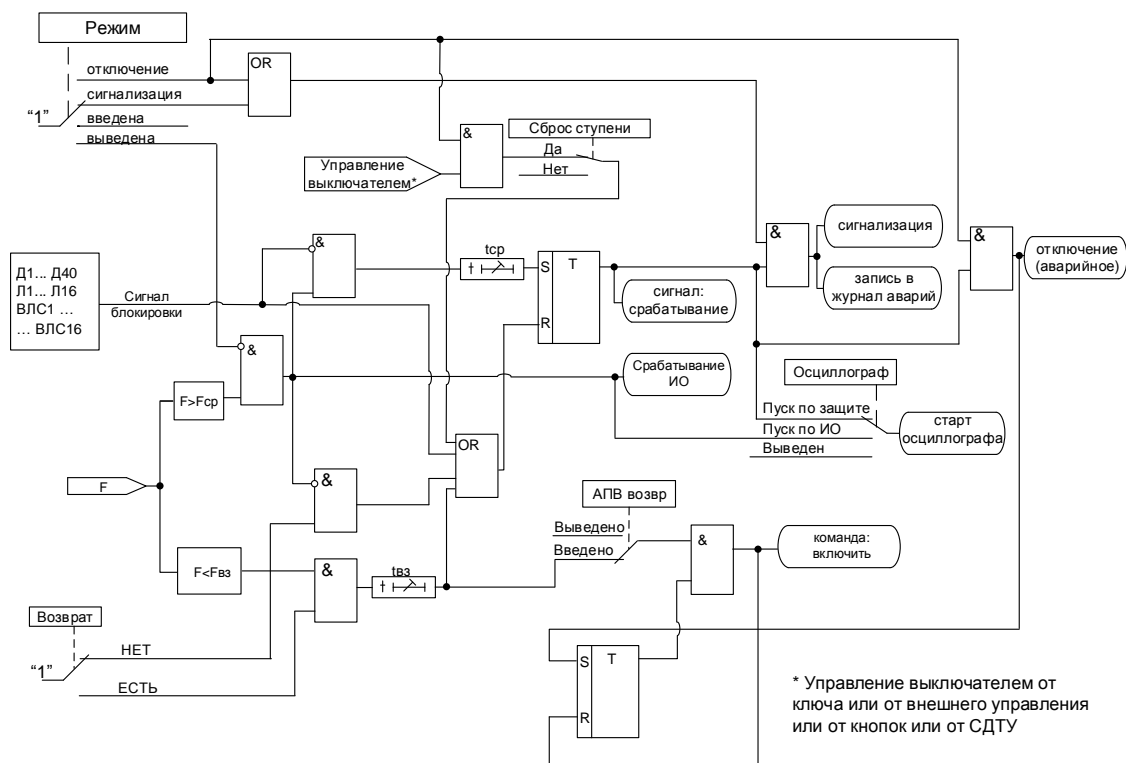 Режим
отключение
сигнализация
“1”
введена
выведена
OR
&
Управление
выключателем*
Сброс ступени
Да
Нет
Д1... Д40
Л1... Л16
ВЛС1 ...
... ВЛС16
Сигнал
блокировки
&
tср
S T
R
сигнал:
срабатывание
&
сигнализация
запись в
журнал аварий
&
отключение
(аварийное)
&
F>Fср
Срабатывание
ИО
Осциллограф
Пуск по защите
Пуск по ИО
Выведен
старт
осциллографа
OR
F
&
АПВ возвр
Выведено
Введено
&
команда:
включить
F<Fвз
&
tвз
Возврат
“1”
НЕТ
ЕСТЬ
S T
R
* Управление выключателем от
ключа или от внешнего управления
или от кнопок или от СДТУ